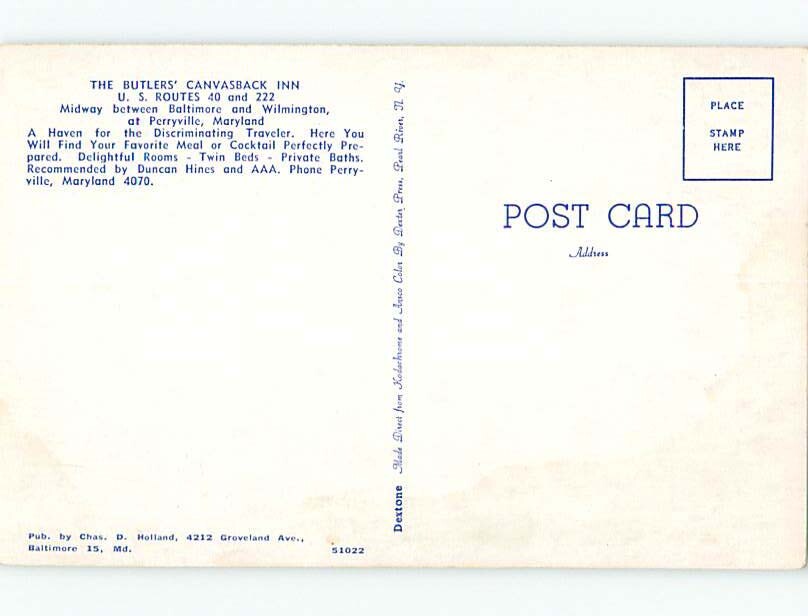 THE BUTLERS' CANVASBACK INN
U. S. ROUTES 40 and 222
Midway between Baltimore and Wilmington,
at Perryville, Maryland
A Haven for the Discriminating Traveler. Here You
Will Find Your Favorite Meal or Cocktail Perfectly Pre-
pared. Delightful Rooms - Twin Beds - Private Baths.
Recommended by Duncan Hines and AAA. Phone Perry-
ville, Maryland 4070.
Pub. by Chas. D. Holland, 4212 Groveland Ave.,
Baltimore 15, Md. 51022
Dextone Made Direct from Kodachrome and Ansco Color By Dexter Press, Pearl River, N. Y.
PLACE
STAMP
HERE
POST CARD
Address